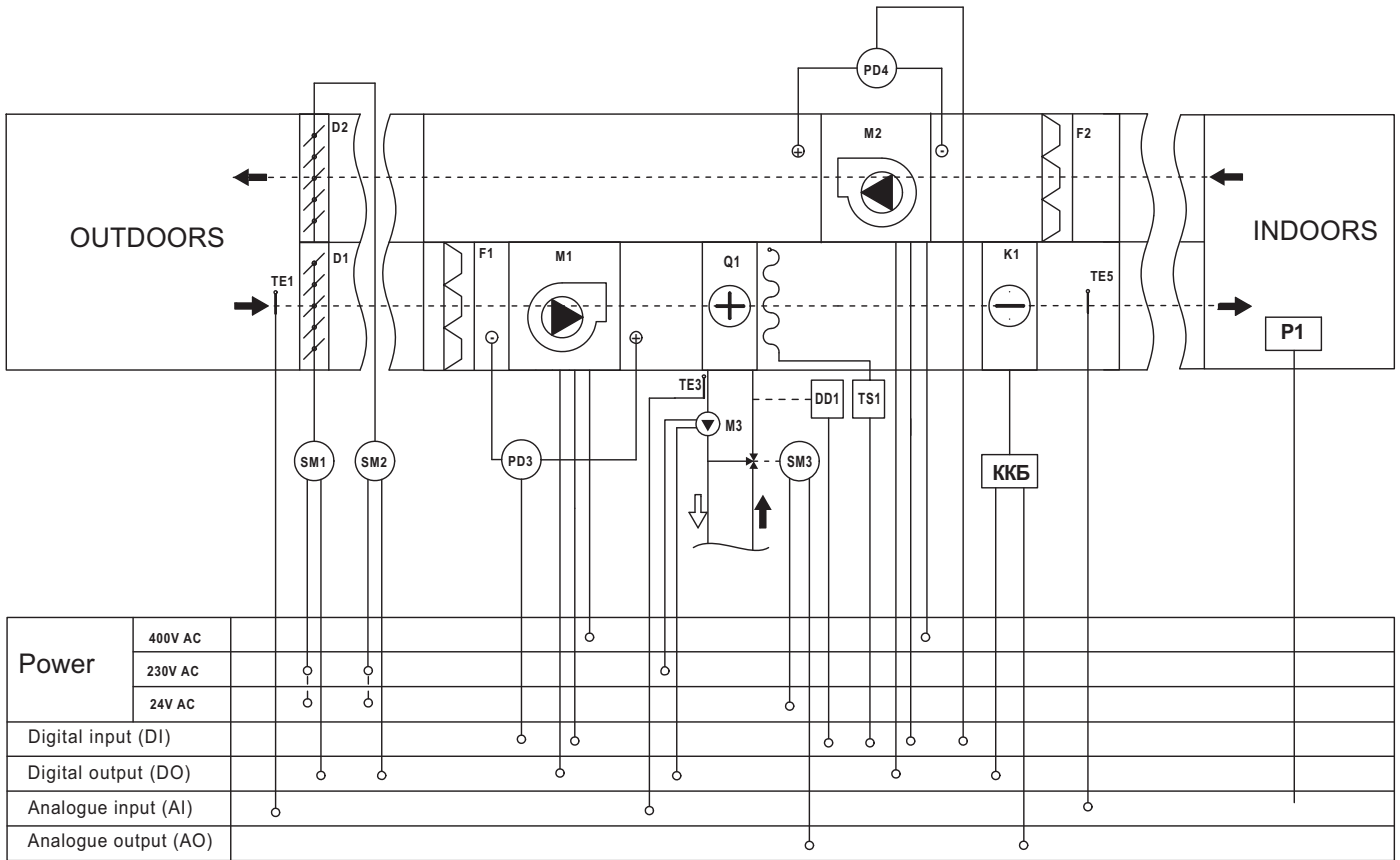 PD4
D2
M2
F2
OUTDOORS
INDOORS
TE1
D1
F1
M1
Q1
K1
TE5
P1
TE3
DD1
TS1
M3
SM1
SM2
PD3
SM3
ККБ
Power
400V AC
230V AC
24V AC
Digital input (DI)
Digital output (DO)
Analogue input (AI)
Analogue output (AO)